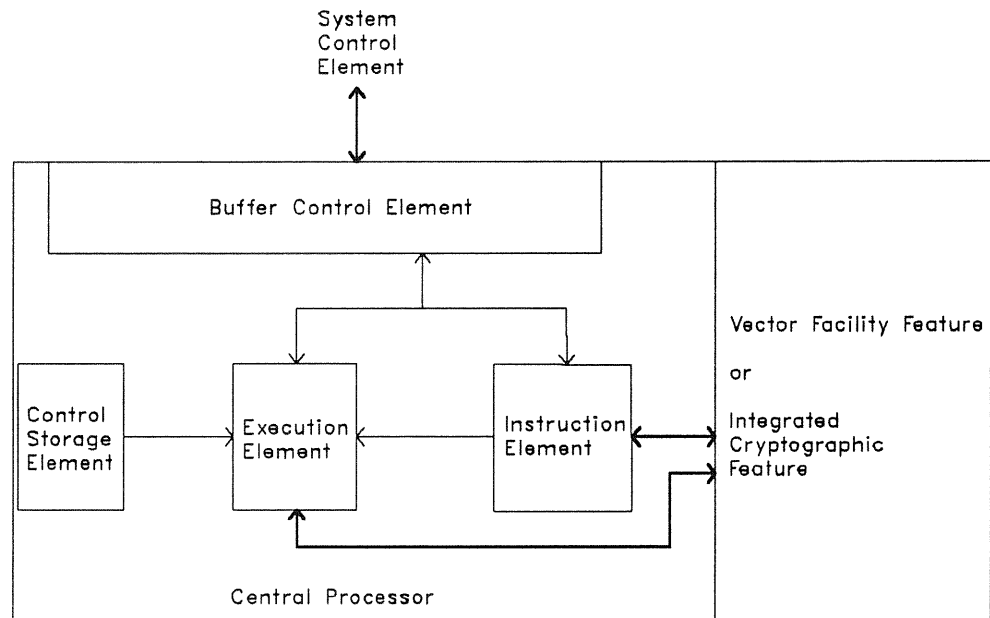 System
Control
Element
Buffer Control Element
Vector Facility Feature
or
Integrated
Cryptographic
Feature
Control
Storage
Element
Execution
Element
Instruction
Element
Central Processor